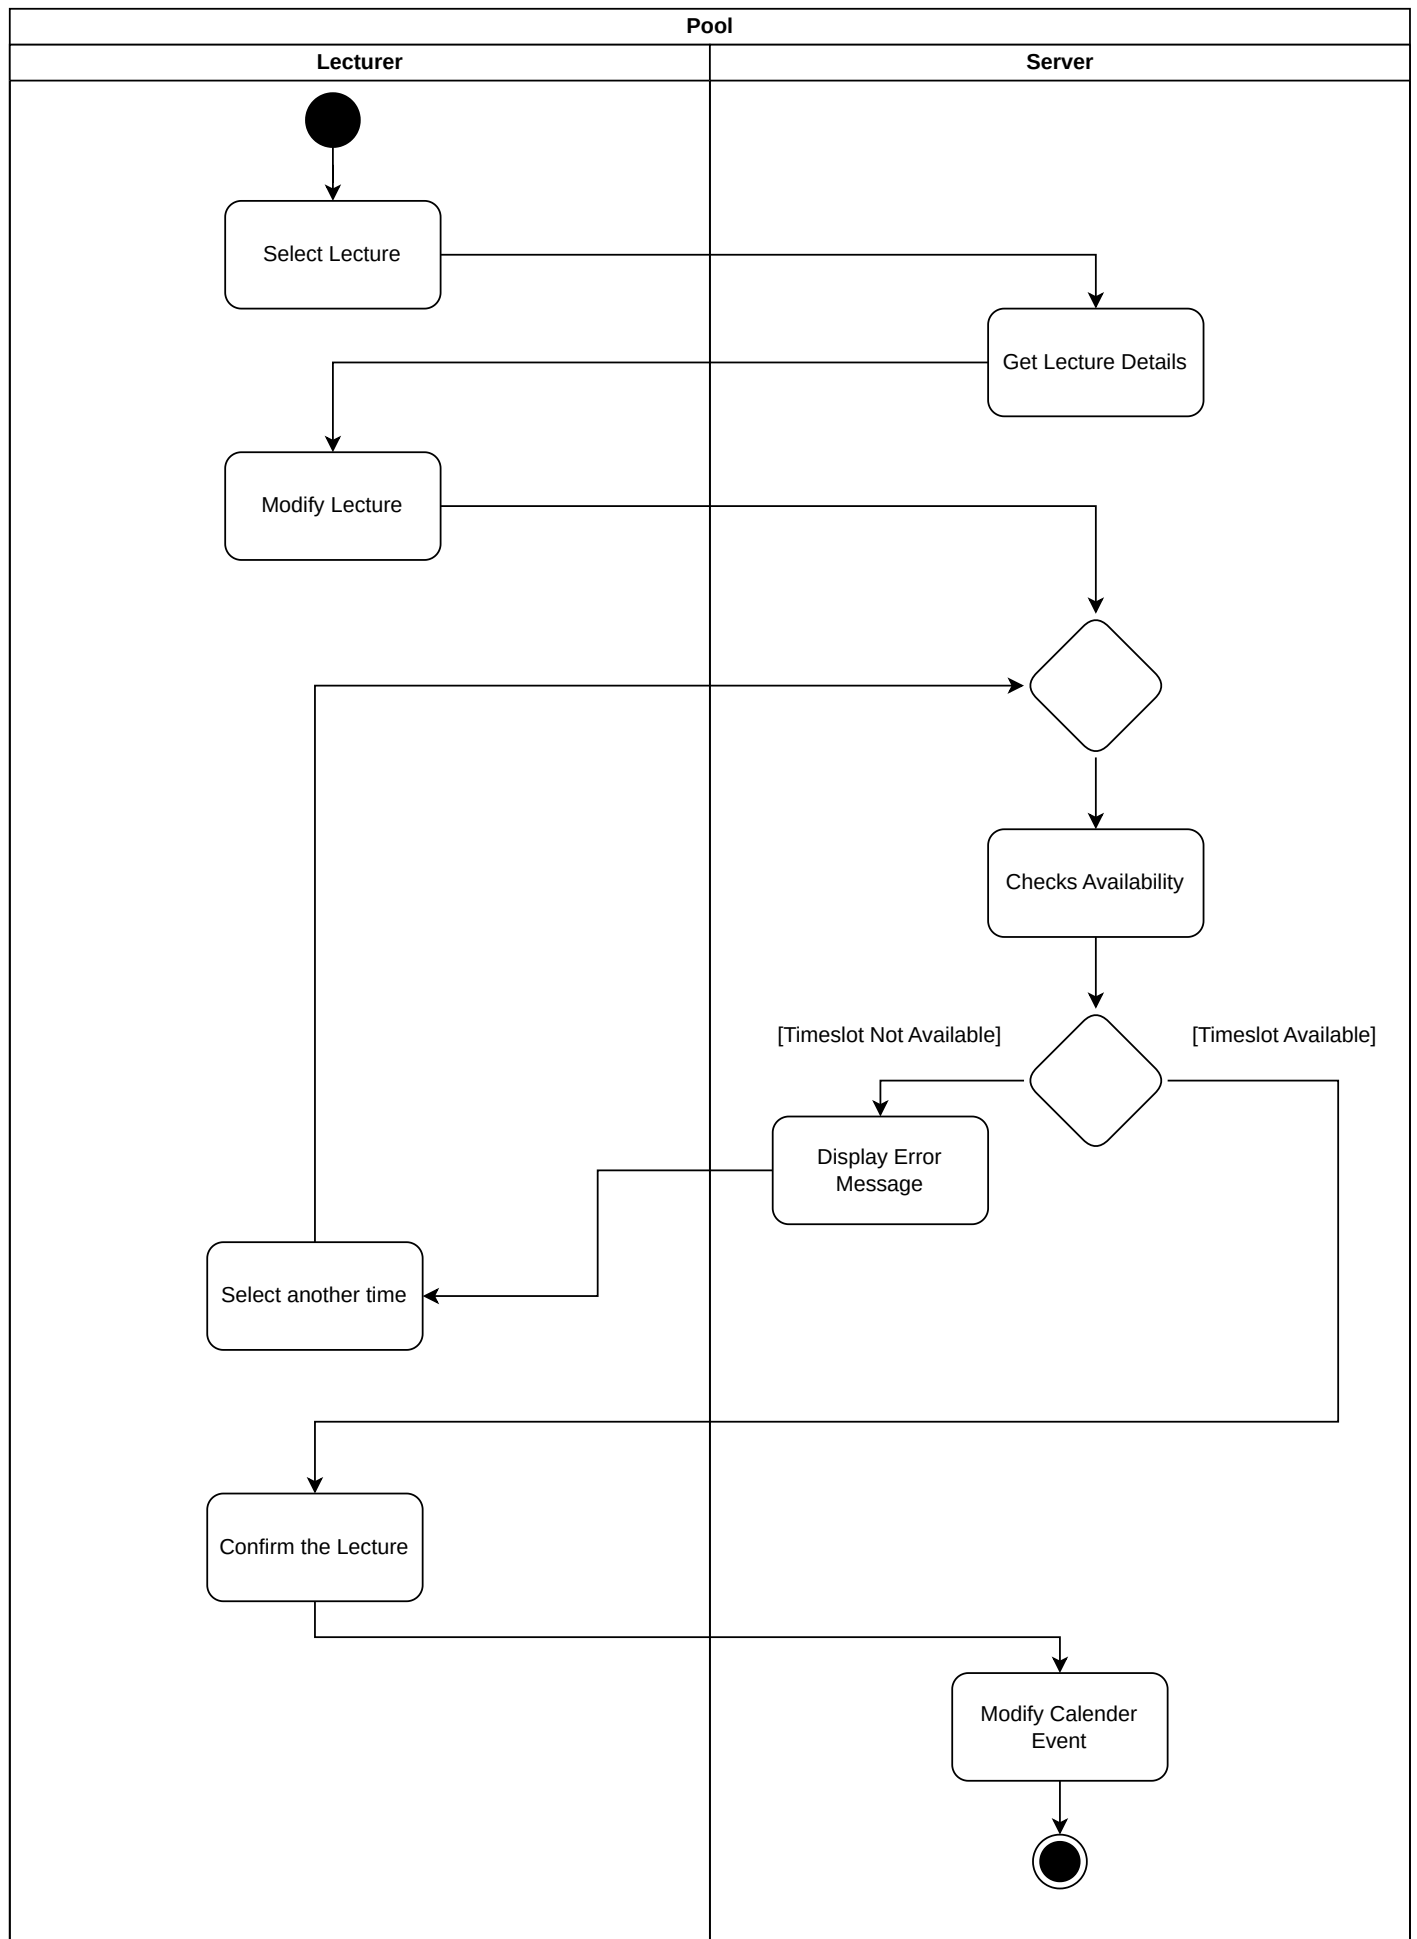 Pool
Lecturer
Server
Select Lecture
Get Lecture Details
Modify Lecture
Checks Availability
[Timeslot Not Available]
[Timeslot Available]
Display Error
Message
Select another time
Confirm the Lecture
Modify Calender
Event